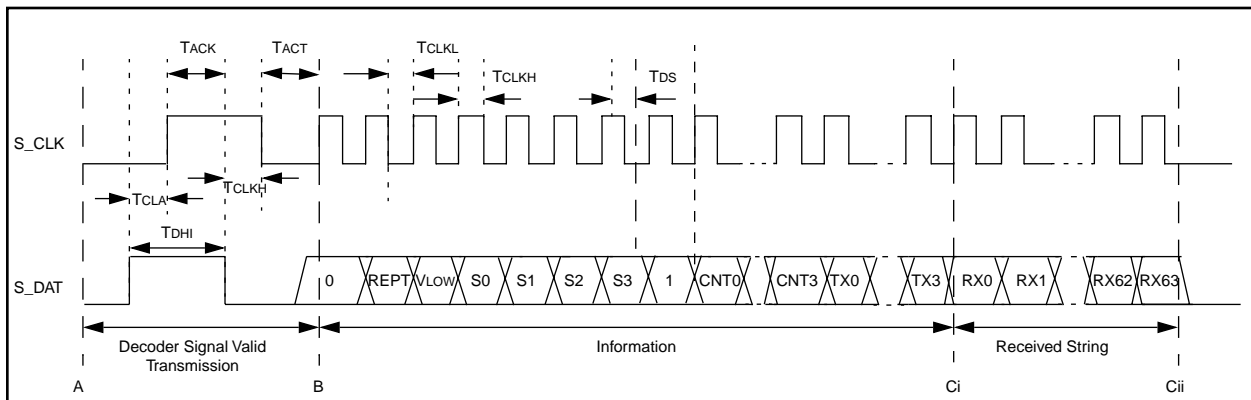 TACK TACT TCLKL
TCLKH TDS
S_CLK
TCLA TCLKH
TDHI
S_DAT 0 REPT VLOW S0 S1 S2 S3 1 CNT0 CNT3 TX0 TX3 RX0 RX1 RX62 RX63
Decoder Signal Valid Information Received String
Transmission
A B Ci Cii